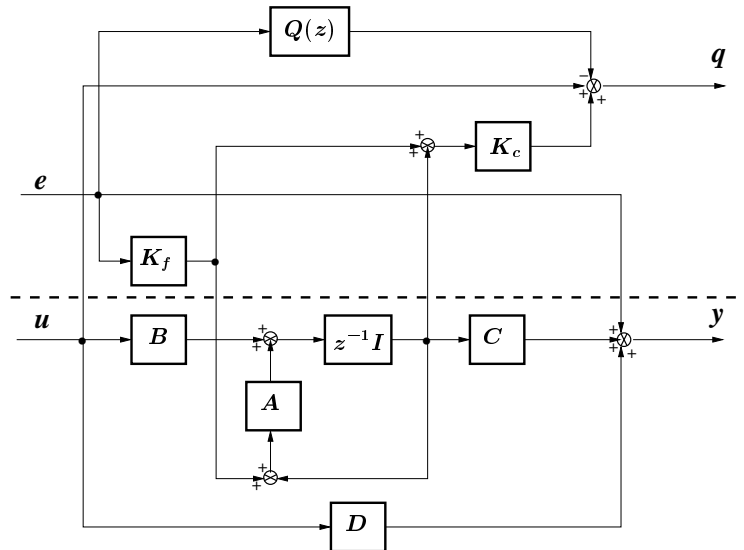 Q(z)
q
−
+
+
+
+
K_c
e
K_f
u
y
B
+
+
z^{-1}I
C
+
+
+
A
+
+
D